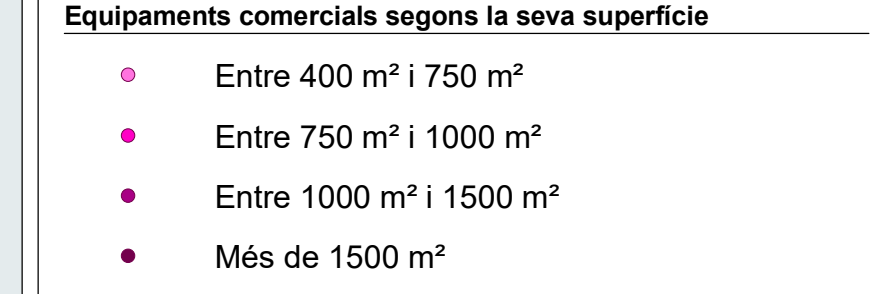 Equipaments comercials segons la seva superfície
Entre 400 m² i 750 m²
Entre 750 m² i 1000 m²
Entre 1000 m² i 1500 m²
Més de 1500 m²